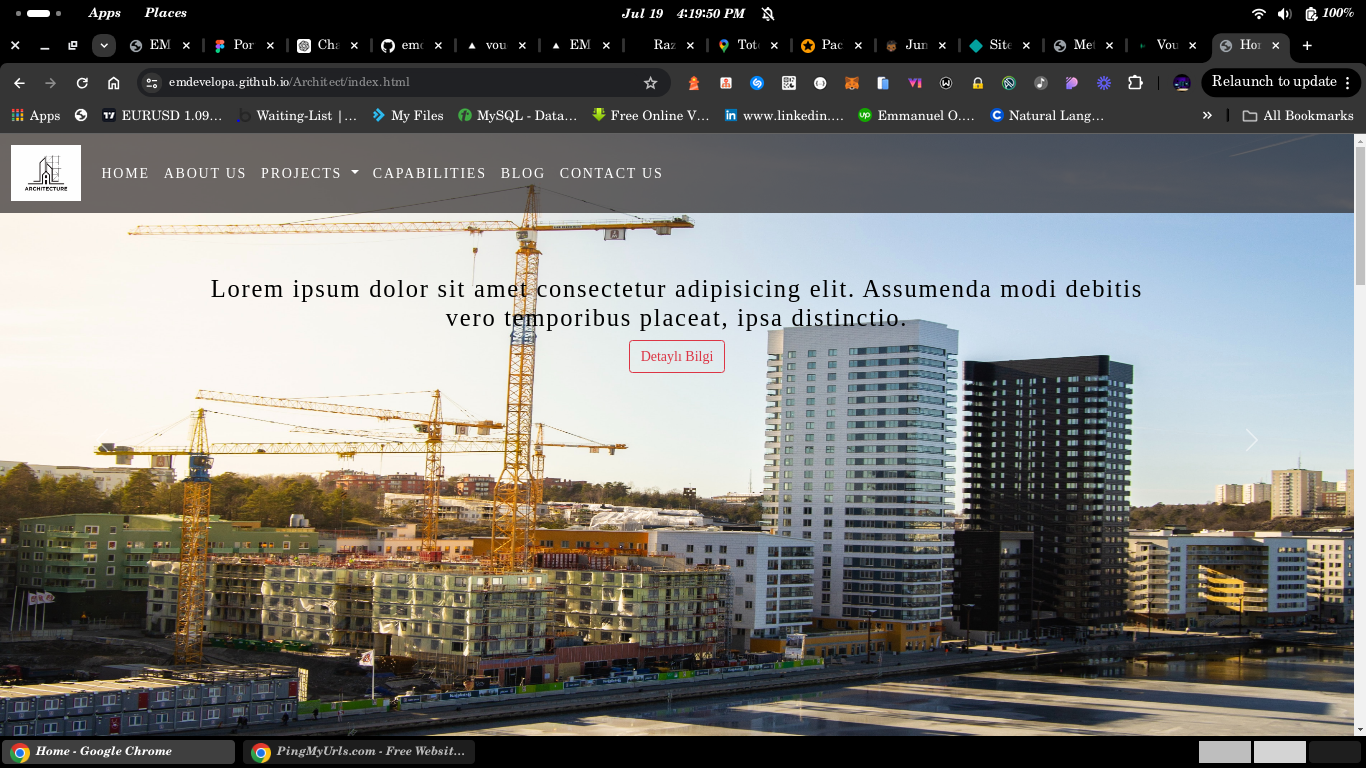 Apps Places Jul 19 4:19:50 PM 100%
EM Por Cha emd vou EM Raz Tot Pac Jun Site Met Vou Hor
emdevelopa.github.io/Architect/index.html Relaunch to update
Apps EURUSD 1.09… Waiting-List |… My Files MySQL - Data… Free Online V… www.linkedin.… Emmanuel O.… Natural Lang… » All Bookmarks
ARCHITECTURE HOME ABOUT US PROJECTS CAPABILITIES BLOG CONTACT US
Lorem ipsum dolor sit amet consectetur adipisicing elit. Assumenda modi debitis
vero temporibus placeat, ipsa distinctio.
Detaylı Bilgi
Home - Google Chrome PingMyUrls.com - Free Websit…